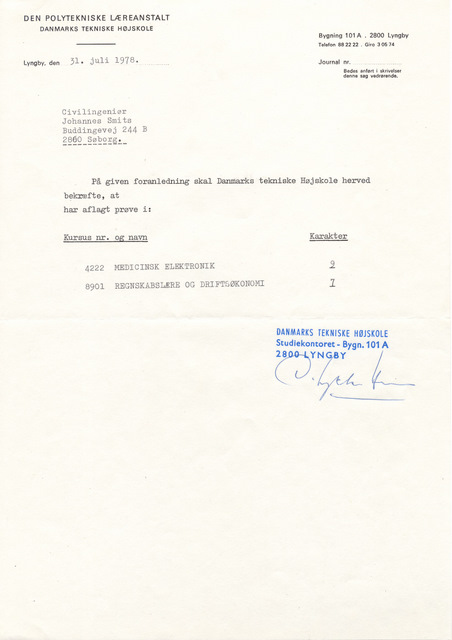 DEN POLYTEKNISKE LÆREANSTALT
DANMARKS TEKNISKE HØJSKOLE
Bygning 101 A . 2800 Lyngby
Telefon 88 22 22 . Giro 3 06 74
Lyngby, den 31. juli 1978.
Journal nr.
Bedes anført i skrivelser
denne sag vedrørende.
Civilingeniør
Johannes Smits
Buddingevej 244 B
2860 Søborg.
På given foranledning skal Danmarks tekniske Højskole herved
bekræfte, at
har aflagt prøve i:
Kursus nr. og navn Karakter
4222 MEDICINSK ELEKTRONIK 9
8901 REGNSKABSLÆRE OG DRIFTSØKONOMI 7
DANMARKS TEKNISKE HØJSKOLE
Studiekontoret - Bygn. 101 A
2800 LYNGBY